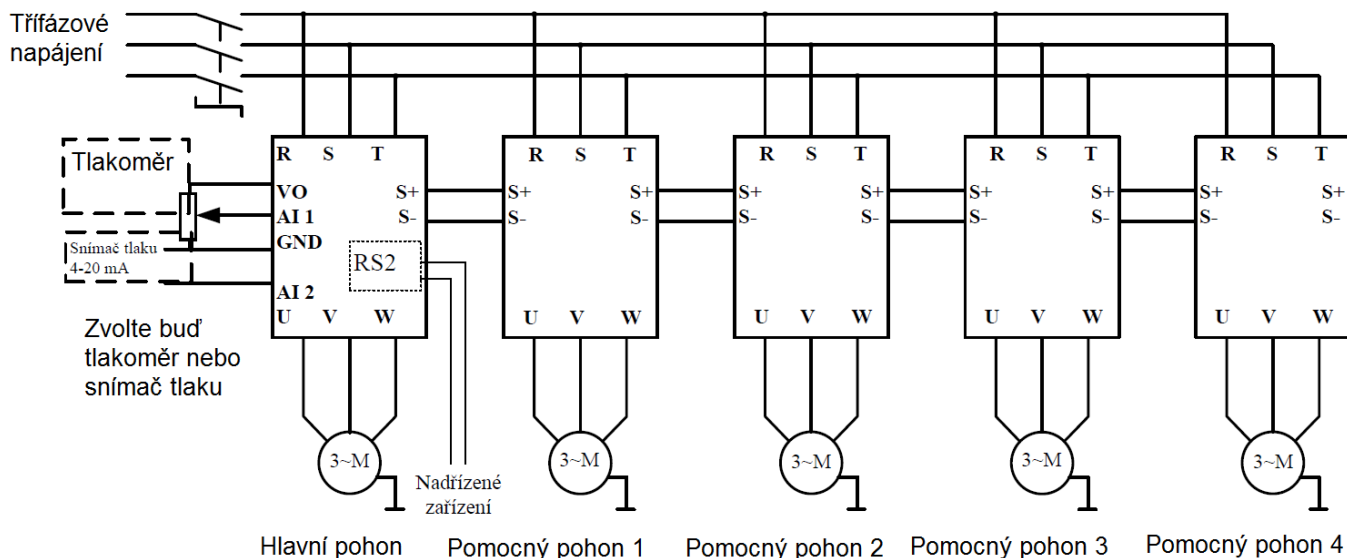 Třífázové
napájení
R S T
R S T
R S T
R S T
R S T
Tlakoměr
VO
AI 1
GND
AI 2
Snímač tlaku
4-20 mA
S+
S-
RS2
S+
S-
S+
S-
S+
S-
S+
S-
S+
S-
S+
S-
S+
S-
S+
S-
U V W
U V W
U V W
U V W
U V W
Zvolte buď
tlakoměr nebo
snímač tlaku
3~M
3~M
3~M
3~M
3~M
Nadřízené
zařízení
Hlavní pohon
Pomocný pohon 1
Pomocný pohon 2
Pomocný pohon 3
Pomocný pohon 4